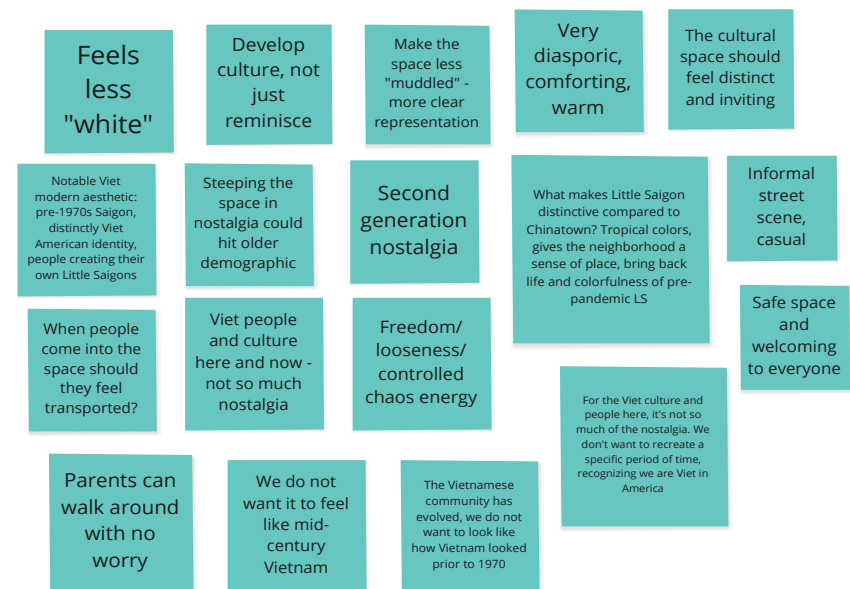 Feels
less
"white"
Develop
culture, not
just
reminisce
Make the
space less
"muddled" -
more clear
representation
Very
diasporic,
comforting,
warm
The cultural
space should
feel distinct
and inviting
Notable Viet
modern aesthetic:
pre-1970s Saigon,
distinctly Viet
American identity,
people creating their
own Little Saigons
Steeping the
space in
nostalgia could
hit older
demographic
Second
generation
nostalgia
What makes Little Saigon
distinctive compared to
Chinatown? Tropical colors,
gives the neighborhood a
sense of place, bring back
life and colorfulness of pre-
pandemic LS
Informal
street
scene,
casual
When people
come into the
space should
they feel
transported?
Viet people
and culture
here and now -
not so much
nostalgia
Freedom/
looseness/
controlled
chaos energy
Safe space
and
welcoming
to everyone
For the Viet culture and
people here, it's not so
much of the nostalgia. We
don't want to recreate a
specific period of time,
recognizing we are Viet in
America
Parents can
walk around
with no
worry
We do not
want it to feel
like mid-
century
Vietnam
The Vietnamese
community has
evolved, we do not
want to look like
how Vietnam looked
prior to 1970